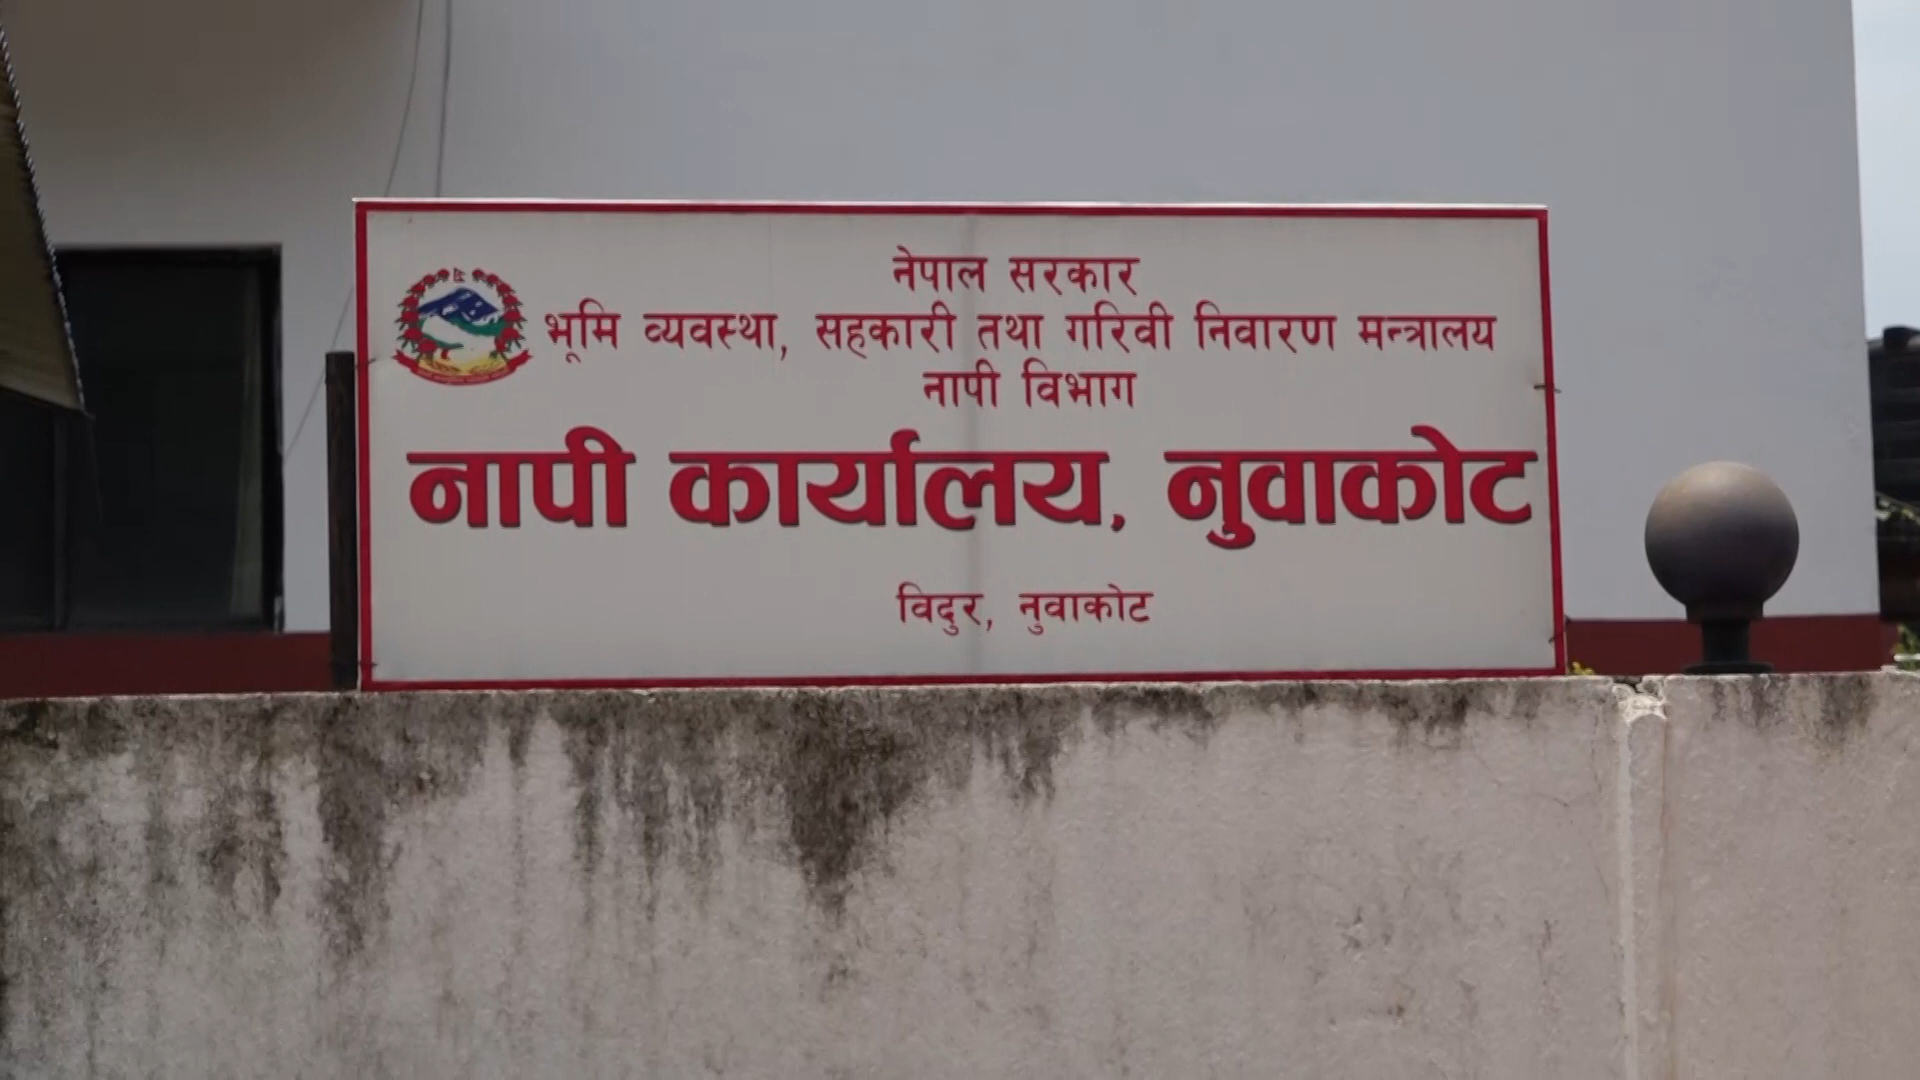 नेपाल सरकार
भूमि व्यवस्था, सहकारी तथा गरिवी निवारण मन्त्रालय
नापी विभाग
नापी कार्यालय, नुवाकोट
विदुर, नुवाकोट